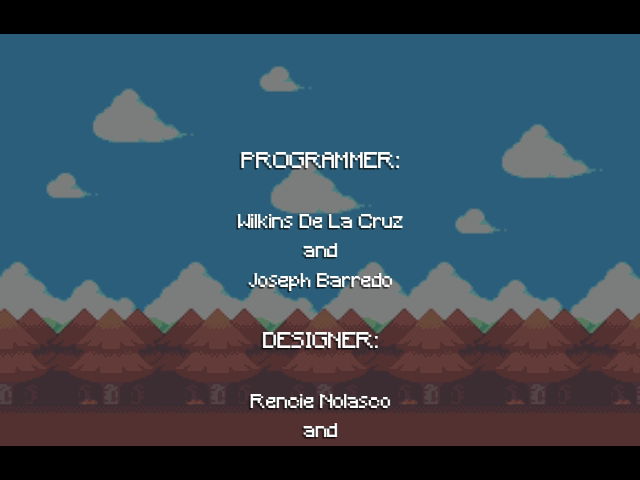 PROGRAMMER:
Wilkins De La Cruz
and
Joseph Barredo
DESIGNER:
Rencie Nolasco
and